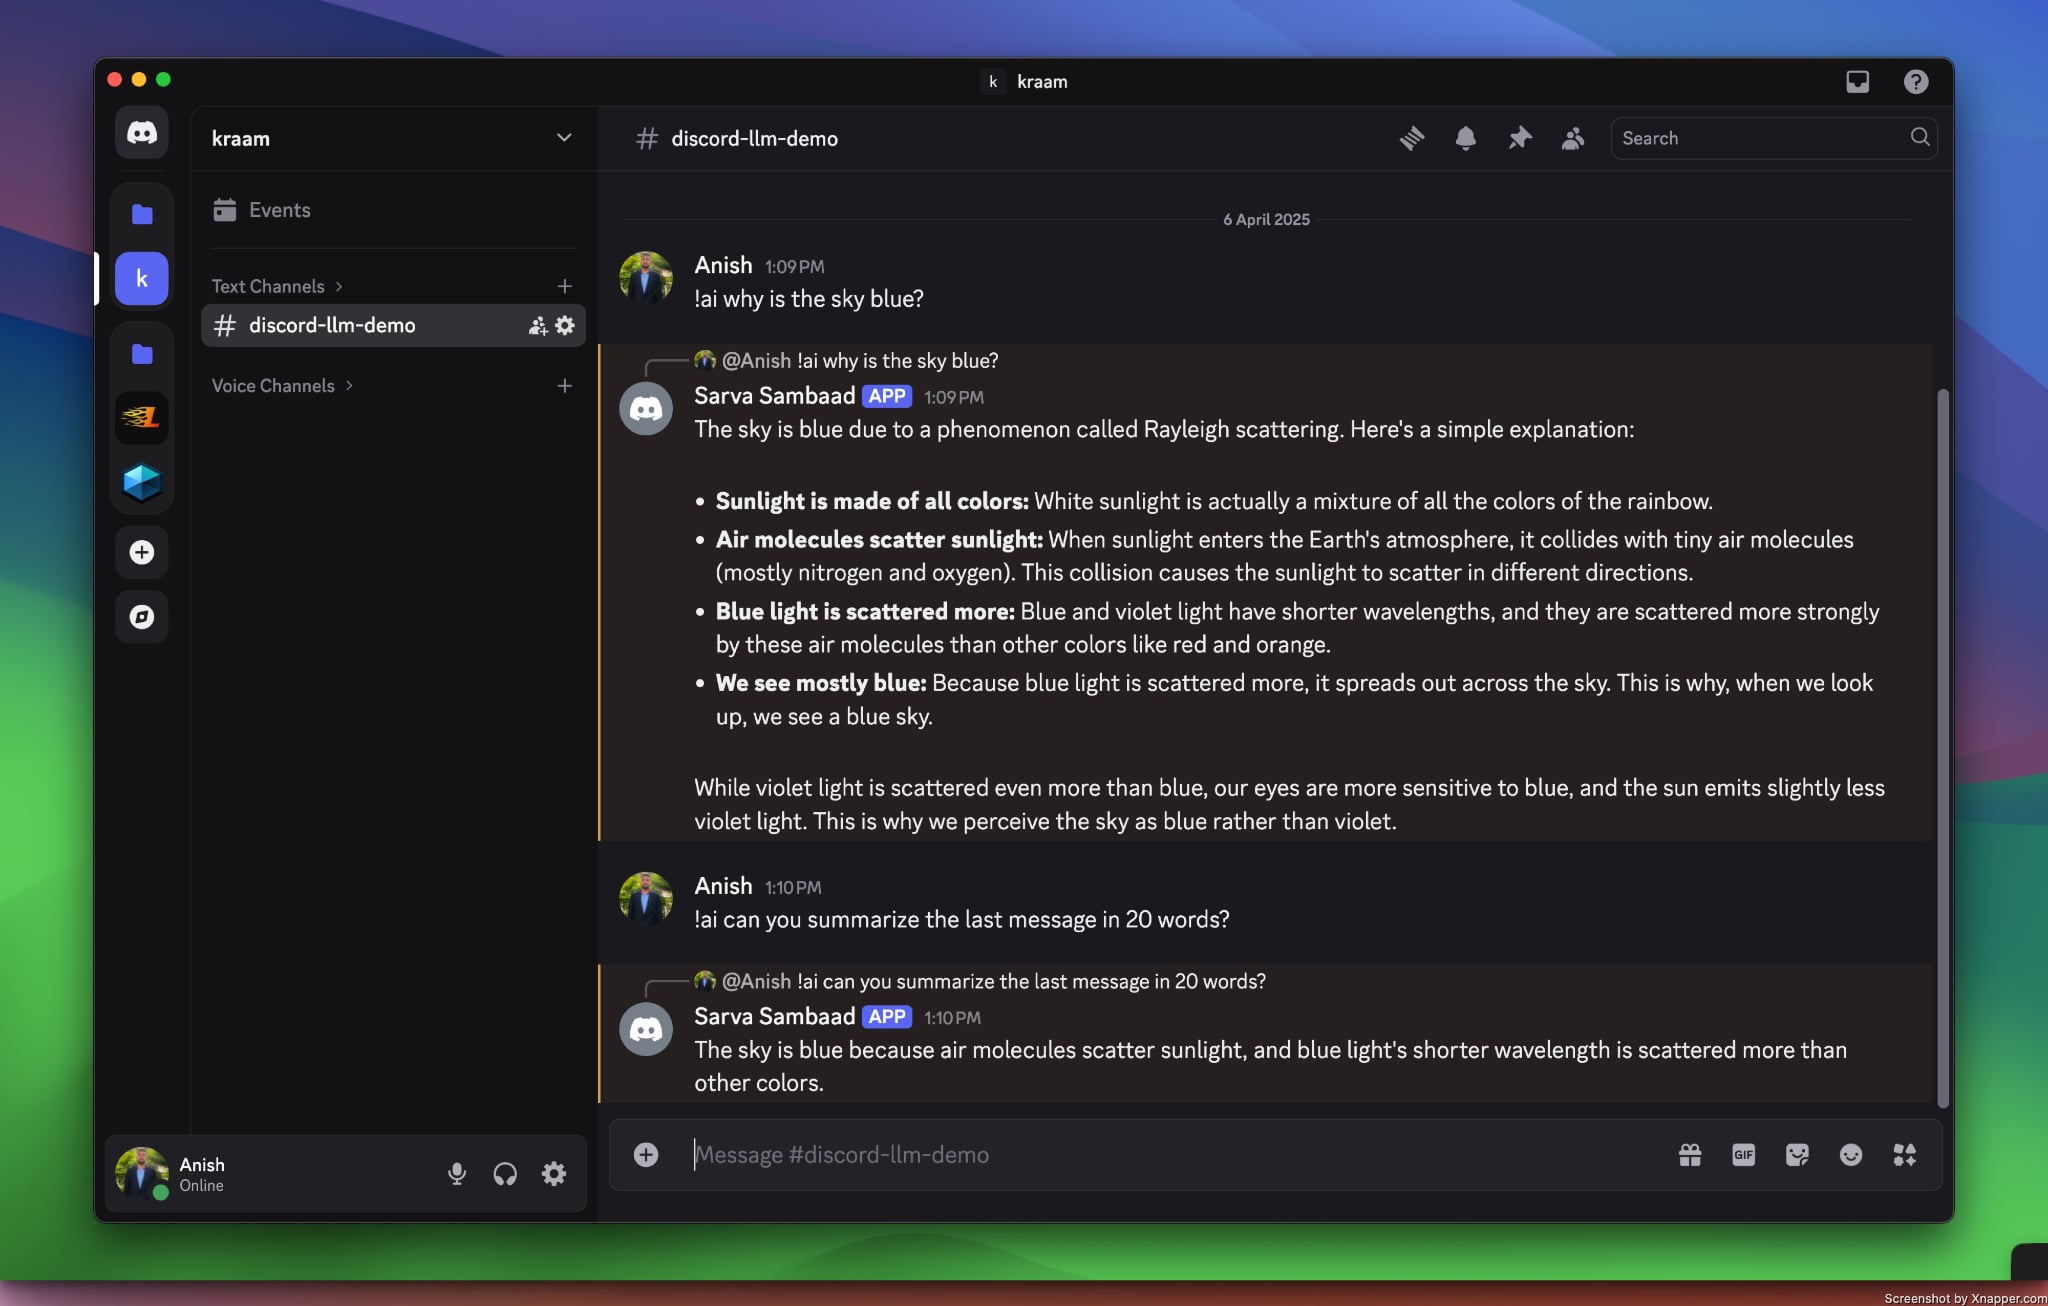 k kraam
kraam
# discord-llm-demo
Search
Events
k
Text Channels
# discord-llm-demo
Voice Channels
6 April 2025
Anish 1:09 PM
!ai why is the sky blue?
@Anish !ai why is the sky blue?
Sarva Sambaad APP 1:09 PM
The sky is blue due to a phenomenon called Rayleigh scattering. Here's a simple explanation:
• Sunlight is made of all colors: White sunlight is actually a mixture of all the colors of the rainbow.
• Air molecules scatter sunlight: When sunlight enters the Earth's atmosphere, it collides with tiny air molecules
(mostly nitrogen and oxygen). This collision causes the sunlight to scatter in different directions.
• Blue light is scattered more: Blue and violet light have shorter wavelengths, and they are scattered more strongly
by these air molecules than other colors like red and orange.
• We see mostly blue: Because blue light is scattered more, it spreads out across the sky. This is why, when we look
up, we see a blue sky.
While violet light is scattered even more than blue, our eyes are more sensitive to blue, and the sun emits slightly less
violet light. This is why we perceive the sky as blue rather than violet.
Anish 1:10 PM
!ai can you summarize the last message in 20 words?
@Anish !ai can you summarize the last message in 20 words?
Sarva Sambaad APP 1:10 PM
The sky is blue because air molecules scatter sunlight, and blue light's shorter wavelength is scattered more than
other colors.
Message #discord-llm-demo
GIF
Anish
Online
Screenshot by Xnapper.com